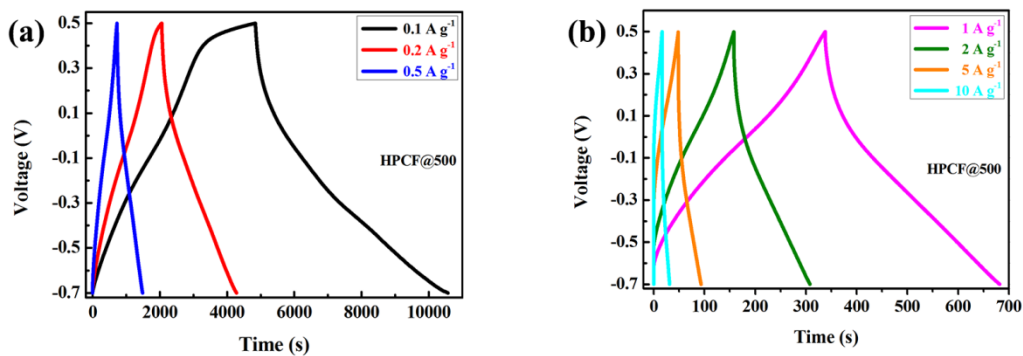 (a)
0.5
0.3
0.1
-0.1
-0.3
-0.5
-0.7
Voltage (V)
0.1 A g⁻¹
0.2 A g⁻¹
0.5 A g⁻¹
HPCF@500
0 2000 4000 6000 8000 10000
Time (s)
(b)
0.5
0.3
0.1
-0.1
-0.3
-0.5
-0.7
Voltage (V)
1 A g⁻¹
2 A g⁻¹
5 A g⁻¹
10 A g⁻¹
HPCF@500
0 100 200 300 400 500 600 700
Time (s)